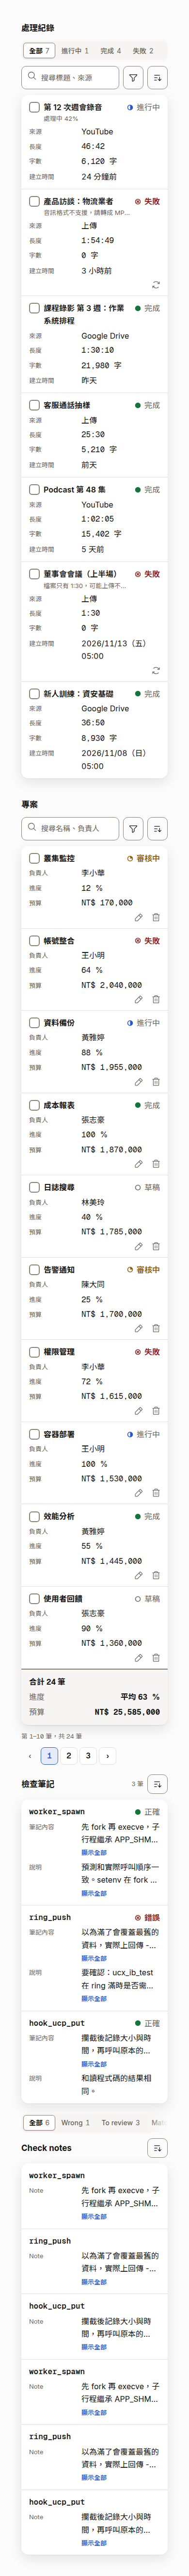 處理紀錄
全部 7 進行中 1 完成 4 失敗 2
搜尋標題、來源
第 12 次週會錄音 進行中
處理中 42%
來源 YouTube
長度 46:42
字數 6,120 字
建立時間 24 分鐘前
產品訪談：物流業者 失敗
音訊格式不支援，請轉成 MP…
來源 上傳
長度 1:54:49
字數 0 字
建立時間 3 小時前
課程錄影 第 3 週：作業 完成
系統排程
來源 Google Drive
長度 1:30:10
字數 21,980 字
建立時間 昨天
客服通話抽樣 完成
來源 上傳
長度 25:30
字數 5,210 字
建立時間 前天
Podcast 第 48 集 完成
來源 YouTube
長度 1:02:05
字數 15,402 字
建立時間 5 天前
董事會會議（上半場） 失敗
檔案只有 1:30，可能上傳不…
來源 上傳
長度 1:30
字數 0 字
建立時間 2026/11/13（五）
05:00
新人訓練：資安基礎 完成
來源 Google Drive
長度 36:50
字數 8,930 字
建立時間 2026/11/08（日）
05:00
專案
搜尋名稱、負責人
叢集監控 審核中
負責人 李小華
進度 12 %
預算 NT$ 170,000
帳號整合 失敗
負責人 王小明
進度 64 %
預算 NT$ 2,040,000
資料備份 進行中
負責人 黃雅婷
進度 88 %
預算 NT$ 1,955,000
成本報表 完成
負責人 張志豪
進度 100 %
預算 NT$ 1,870,000
日誌搜尋 草稿
負責人 林美玲
進度 40 %
預算 NT$ 1,785,000
告警通知 審核中
負責人 陳大同
進度 25 %
預算 NT$ 1,700,000
權限管理 失敗
負責人 李小華
進度 72 %
預算 NT$ 1,615,000
容器部署 進行中
負責人 王小明
進度 100 %
預算 NT$ 1,530,000
效能分析 完成
負責人 黃雅婷
進度 55 %
預算 NT$ 1,445,000
使用者回饋 草稿
負責人 張志豪
進度 90 %
預算 NT$ 1,360,000
合計 24 筆
進度 平均 63 %
預算 NT$ 25,585,000
第 1–10 筆，共 24 筆
‹ 1 2 3 ›
檢查筆記 3 筆
worker_spawn 正確
筆記內容 先 fork 再 execve，子
行程繼承 APP_SHM…
顯示全部
說明 預測和實際呼叫順序一
致。setenv 在 fork …
顯示全部
ring_push 錯誤
筆記內容 以為滿了會覆蓋最舊的
資料，實際上回傳 -…
顯示全部
說明 要確認：ucx_ib_test
在 ring 滿時是否需…
顯示全部
hook_ucp_put 正確
筆記內容 攔截後記錄大小與時
間，再呼叫原本的…
顯示全部
說明 和讀程式碼的結果相
同。
全部 6 Wrong 1 To review 3
Check notes
worker_spawn
Note 先 fork 再 execve，子
行程繼承 APP_SHM…
顯示全部
ring_push
Note 以為滿了會覆蓋最舊的
資料，實際上回傳 -…
顯示全部
hook_ucp_put
Note 攔截後記錄大小與時
間，再呼叫原本的…
顯示全部
worker_spawn
Note 先 fork 再 execve，子
行程繼承 APP_SHM…
顯示全部
ring_push
Note 以為滿了會覆蓋最舊的
資料，實際上回傳 -…
顯示全部
hook_ucp_put
Note 攔截後記錄大小與時
間，再呼叫原本的…
顯示全部